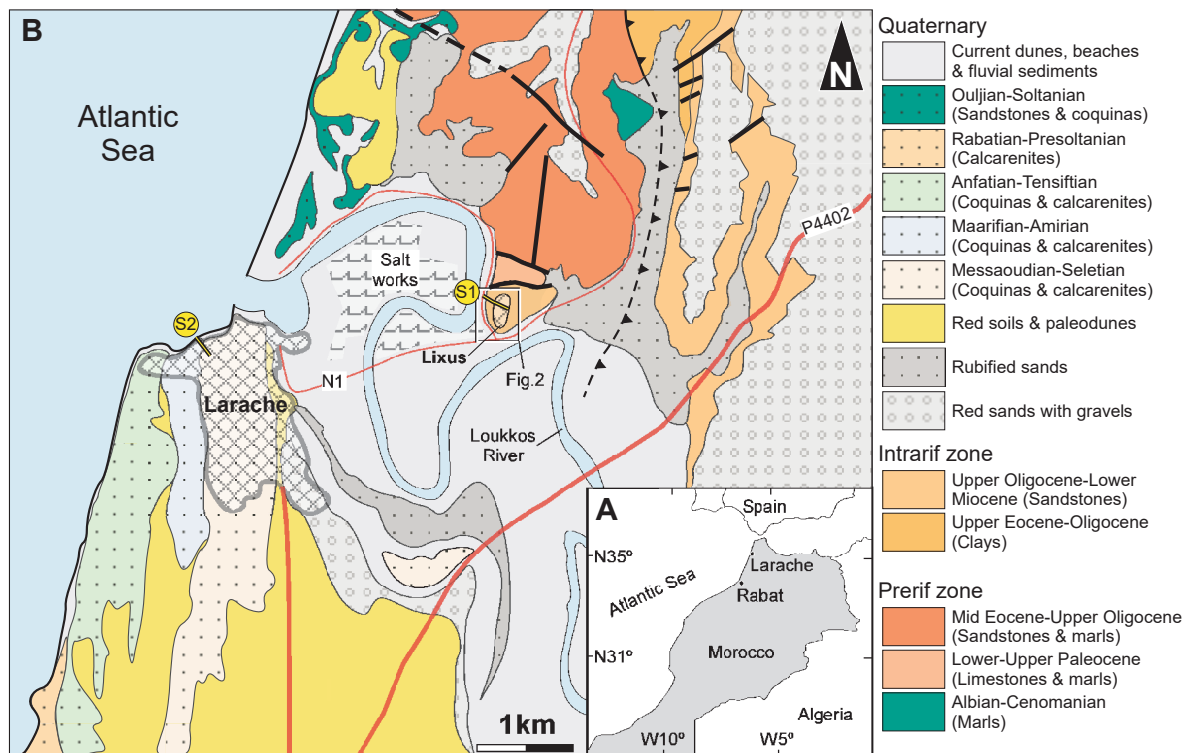 B
Atlantic
Sea
N
P4402
Salt
works
S1
S2
Lixus
Fig.2
N1
Larache
Loukkos
River
1km
A
Spain
N35º
Larache
Atlantic Sea
Rabat
N31º
Morocco
Algeria
W10º
W5º
Quaternary
Current dunes, beaches
& fluvial sediments
Ouljian-Soltanian
(Sandstones & coquinas)
Rabatian-Presoltanian
(Calcarenites)
Anfatian-Tensiftian
(Coquinas & calcarenites)
Maarifian-Amirian
(Coquinas & calcarenites)
Messaoudian-Seletian
(Coquinas & calcarenites)
Red soils & paleodunes
Rubified sands
Red sands with gravels
Intrarif zone
Upper Oligocene-Lower
Miocene (Sandstones)
Upper Eocene-Oligocene
(Clays)
Prerif zone
Mid Eocene-Upper Oligocene
(Sandstones & marls)
Lower-Upper Paleocene
(Limestones & marls)
Albian-Cenomanian
(Marls)